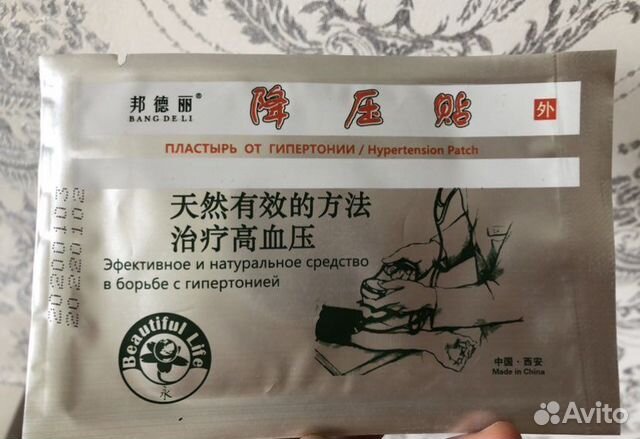 邦德丽®
BANG DE LI
降压贴
外
ПЛАСТЫРЬ ОТ ГИПЕРТОНИИ / Hypertension Patch
天然有效的方法
治疗高血压
Эфективное и натуральное средство
в борьбе с гипертонией
20200103
20220102
Beautiful Life
永
中国·西安
Made in China
Avito